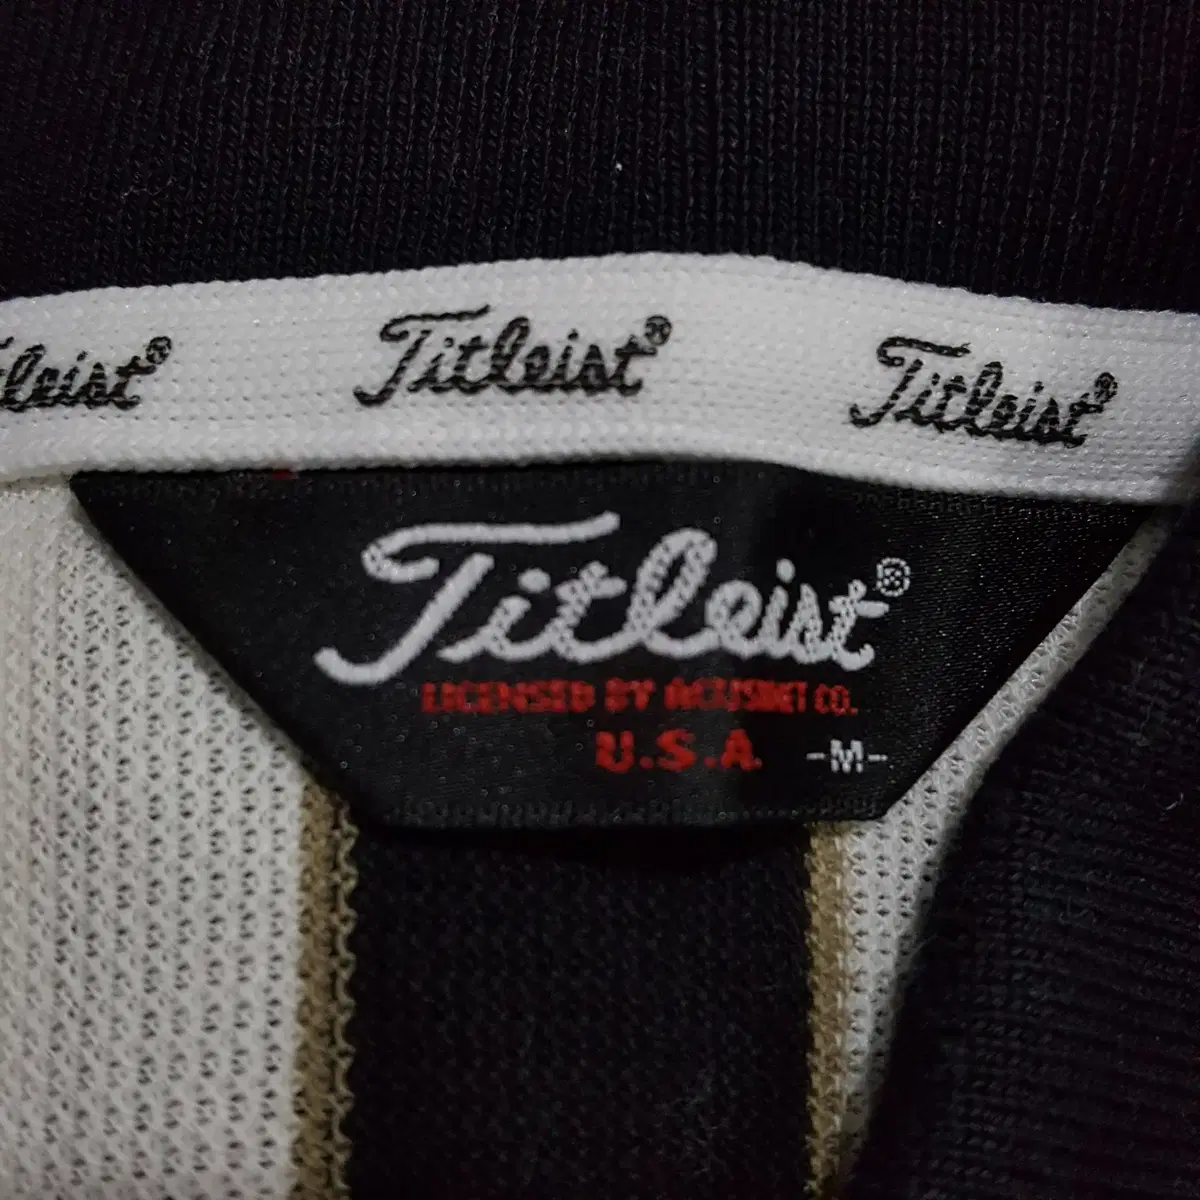 Titleist® Titleist® Titleist®
Titleist®
LICENSED BY ACUSHNET CO.
U.S.A. -M-